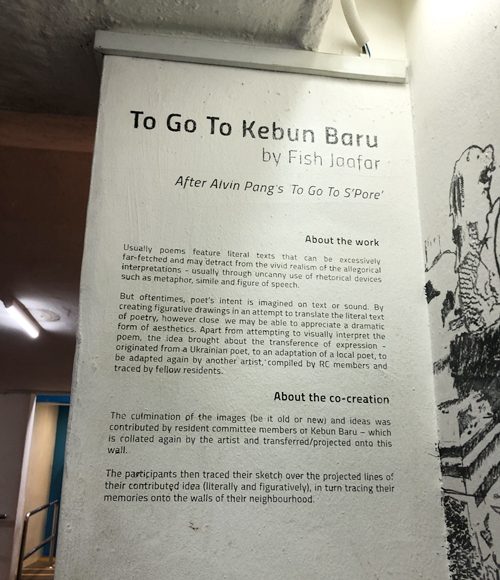 To Go To Kebun Baru
by Fish Jaafar
After Alvin Pang's 'To Go To S'Pore'
About the work
Usually poems feature literal texts that can be excessively
far-fetched and may detract from the vivid realism of the allegorical
interpretations - usually through uncanny use of rhetorical devices
such as metaphor, simile and figure of speech.
But oftentimes, poet's intent is imagined on text or sound. By
creating figurative drawings in an attempt to translate the literal text
of poetry, however close we may be able to appreciate a dramatic
form of aesthetics. Apart from attempting to visually interpret the
poem, the idea brought about the transference of expression -
originated from a Ukrainian poet, to an adaptation of a local poet, to
be adapted again by another artist, compiled by RC members and
traced by fellow residents.
About the co-creation
The culmination of the images (be it old or new) and ideas was
contributed by resident committee members of Kebun Baru – which
is collated again by the artist and transferred/projected onto this
wall.
The participants then traced their sketch over the projected lines of
their contributed idea (literally and figuratively), in turn tracing their
memories onto the walls of their neighbourhood.